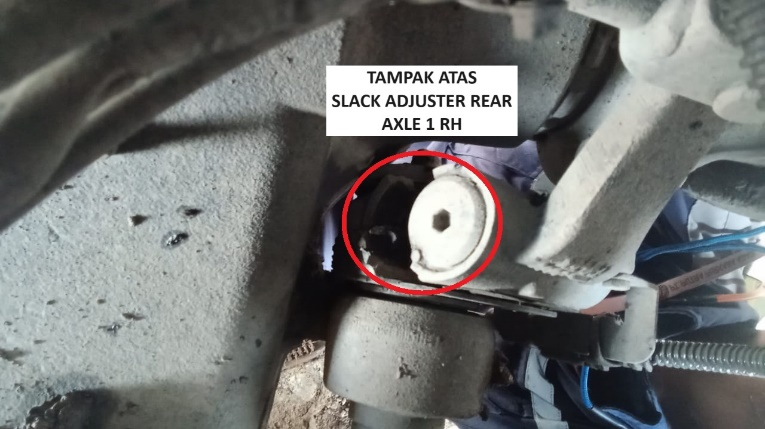 TAMPAK ATAS
SLACK ADJUSTER REAR
AXLE 1 RH